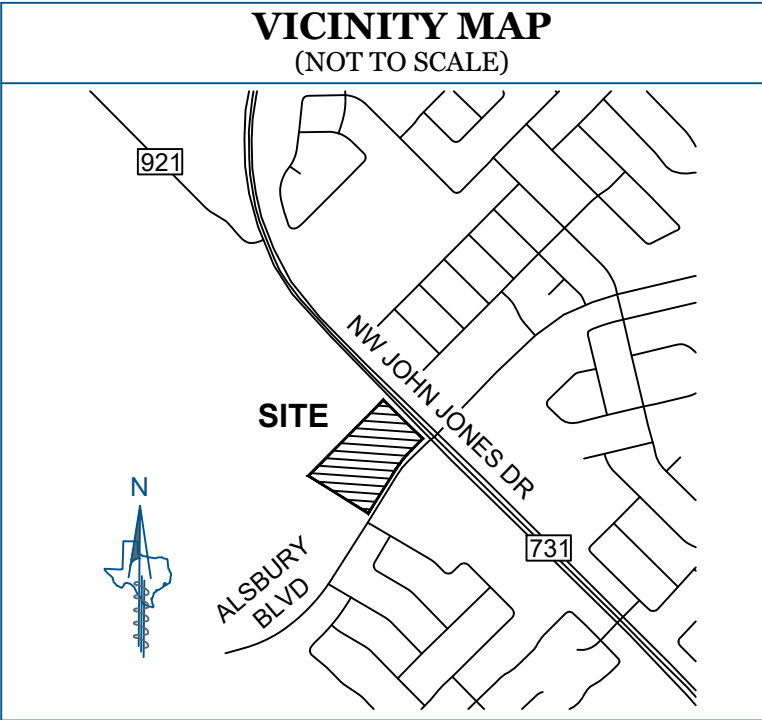 VICINITY MAP
(NOT TO SCALE)
921
NW JOHN JONES DR
SITE
N
731
ALSBURY
BLVD